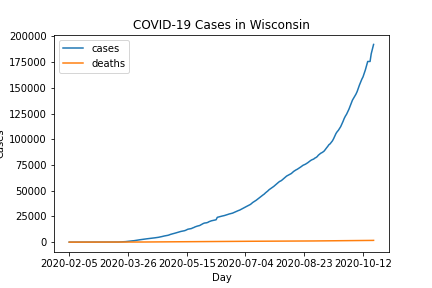 COVID-19 Cases in Wisconsin
cases
deaths
200000
175000
150000
125000
100000
75000
50000
25000
0
cases
2020-02-05 2020-03-26 2020-05-15 2020-07-04 2020-08-23 2020-10-12
Day